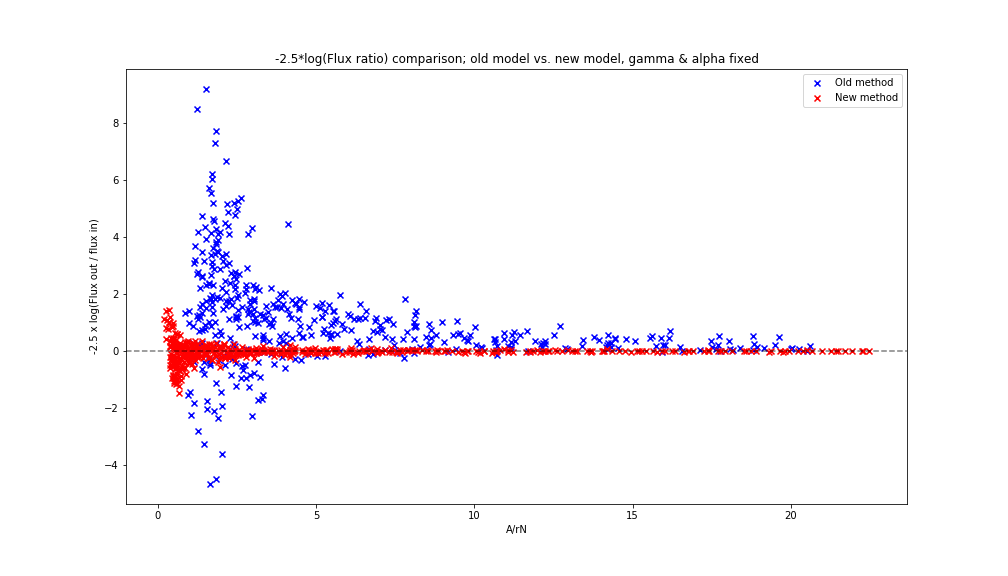 -2.5*log(Flux ratio) comparison; old model vs. new model, gamma & alpha fixed
Old method
New method
8
6
4
2
0
−2
−4
-2.5 x log(Flux out / flux in)
0
5
10
15
20
A/rN